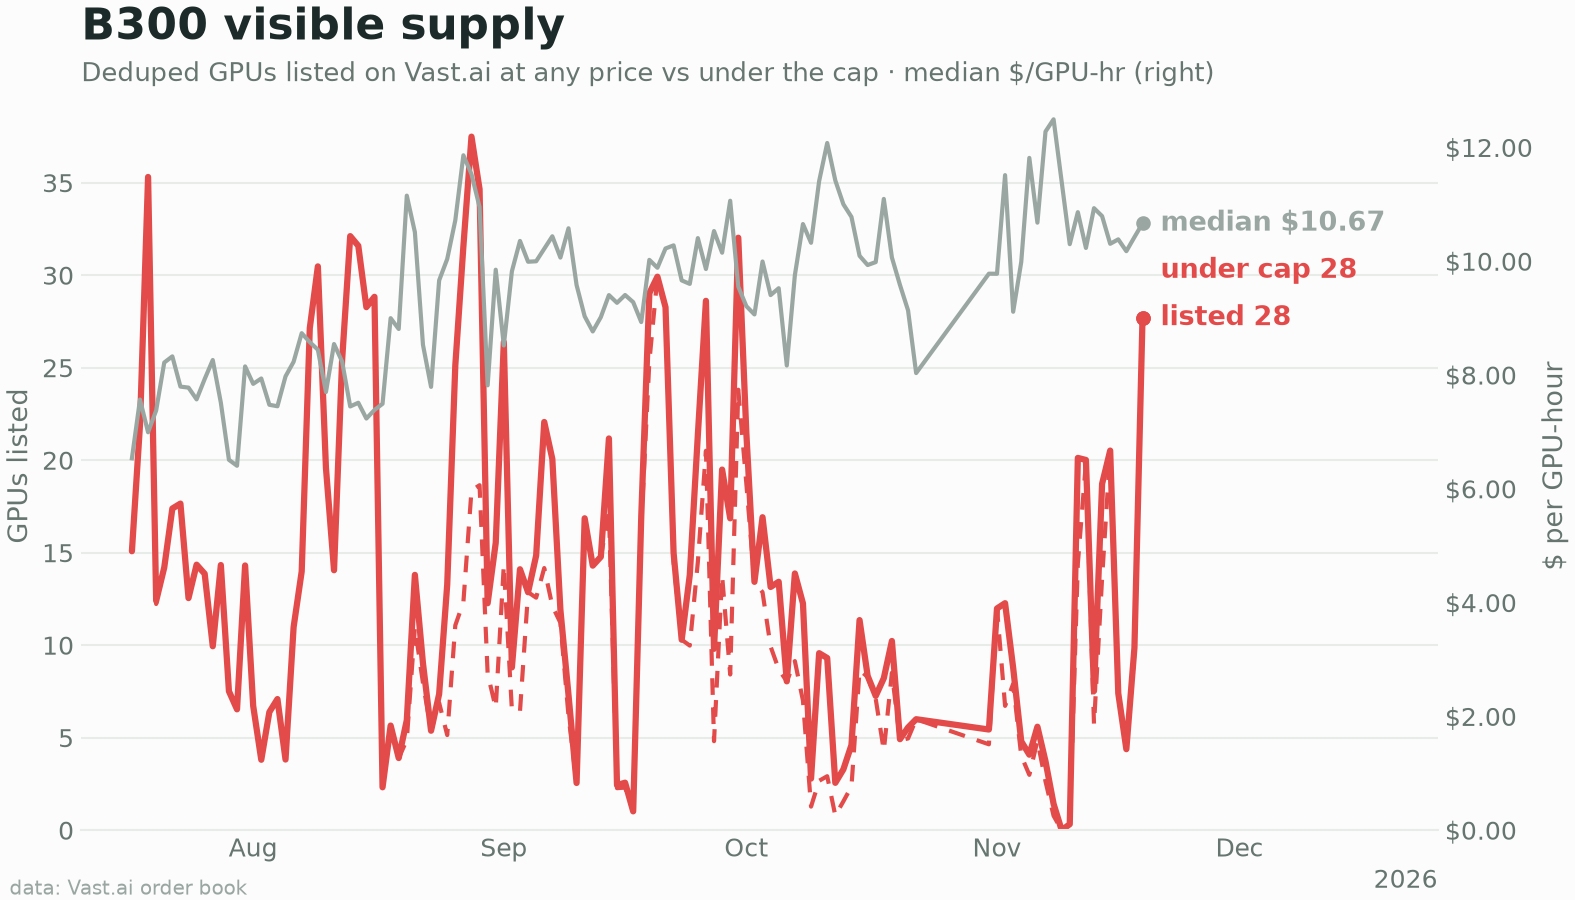 B300 visible supply
Deduped GPUs listed on Vast.ai at any price vs under the cap · median $/GPU-hr (right)
GPUs listed
35
30
25
20
15
10
5
0
$12.00
$10.00
$8.00
$6.00
$4.00
$2.00
$0.00
$ per GPU-hour
median $10.67
under cap 28
listed 28
Aug
Sep
Oct
Nov
Dec
2026
data: Vast.ai order book